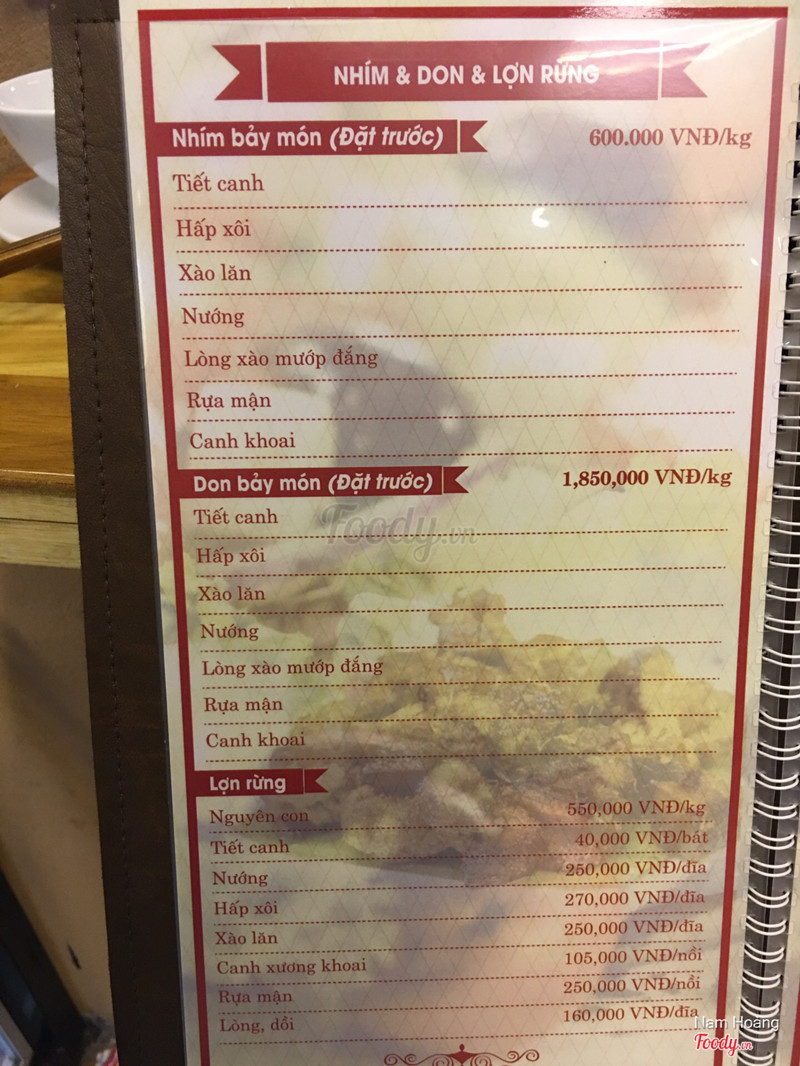 NHÍM & DON & LỢN RỪNG
Nhím bảy món (Đặt trước) 600.000 VNĐ/kg
Tiết canh
Hấp xôi
Xào lăn
Nướng
Lòng xào mướp đắng
Rựa mận
Canh khoai
Don bảy món (Đặt trước) 1,850,000 VNĐ/kg
Tiết canh
Foody.vn
Hấp xôi
Xào lăn
Nướng
Lòng xào mướp đắng
Rựa mận
Canh khoai
Lợn rừng
Nguyên con 550,000 VNĐ/kg
Tiết canh 40,000 VNĐ/bát
Nướng 250,000 VNĐ/đĩa
Hấp xôi 270,000 VNĐ/đĩa
Xào lăn 250,000 VNĐ/đĩa
Canh xương khoai 105,000 VNĐ/nồi
Rựa mận 250,000 VNĐ/nồi
Lòng, dồi 160,000 VNĐ/đĩa
Nam Hoàng
Foody.vn